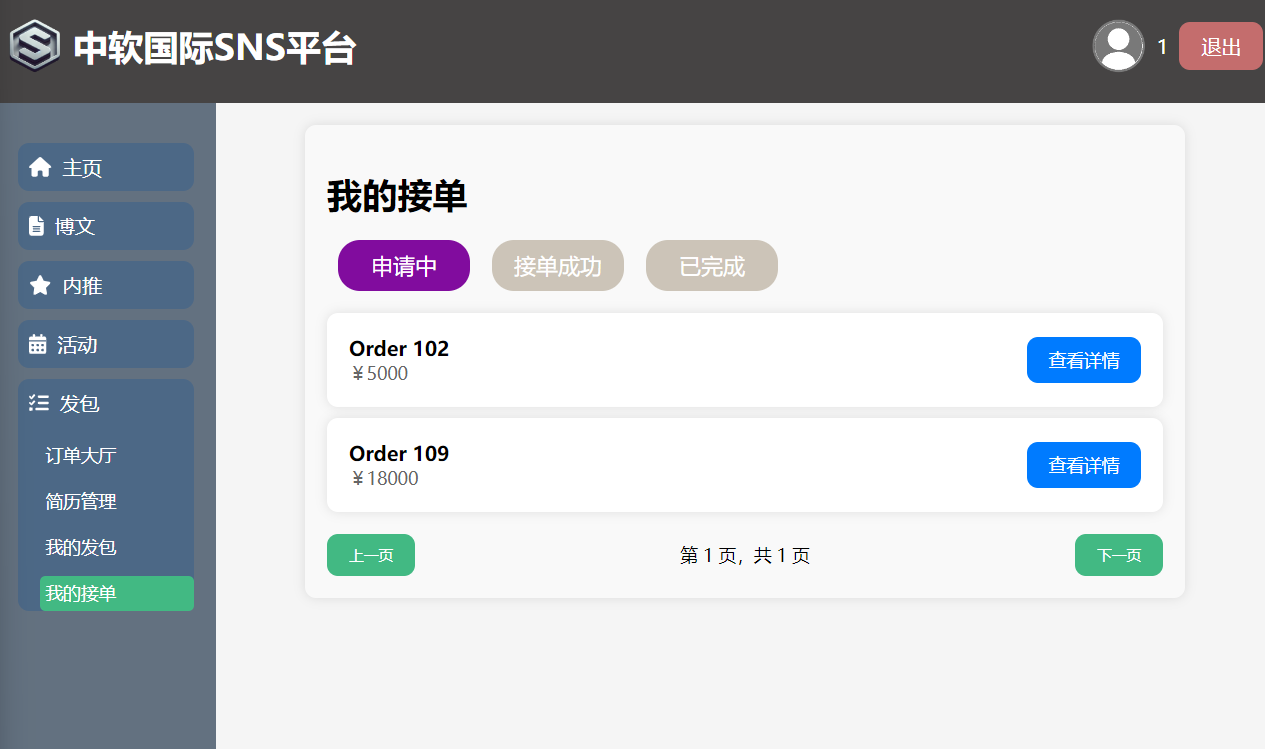 中软国际SNS平台
1
退出
主页
博文
内推
活动
发包
订单大厅
简历管理
我的发包
我的接单
我的接单
申请中
接单成功
已完成
Order 102
￥5000
查看详情
Order 109
￥18000
查看详情
上一页
第 1 页，共 1 页
下一页